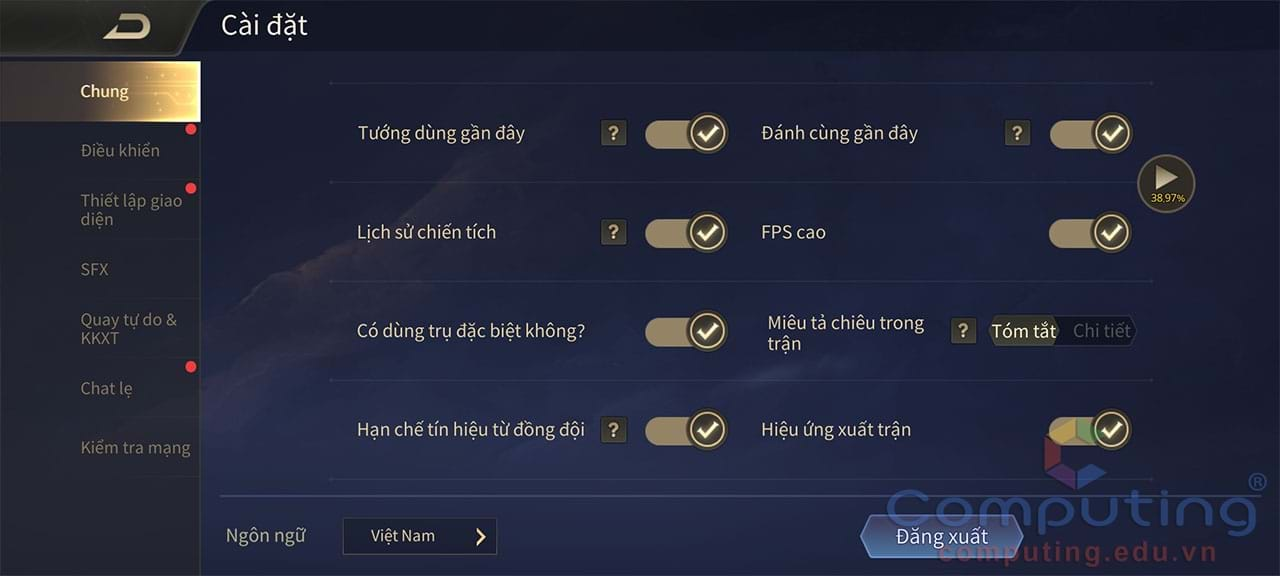 Cài đặt
Chung
Điều khiển
Thiết lập giao
diện
SFX
Quay tự do &
KKXT
Chat lẹ
Kiểm tra mạng
Tướng dùng gần đây ?
Đánh cùng gần đây ?
38.97%
Lịch sử chiến tích ?
FPS cao
Có dùng trụ đặc biệt không?
Miêu tả chiêu trong
trận ?
Tóm tắt Chi tiết
Hạn chế tín hiệu từ đồng đội ?
Hiệu ứng xuất trận
Ngôn ngữ
Việt Nam
Đăng xuất
Computing®
computing.edu.vn